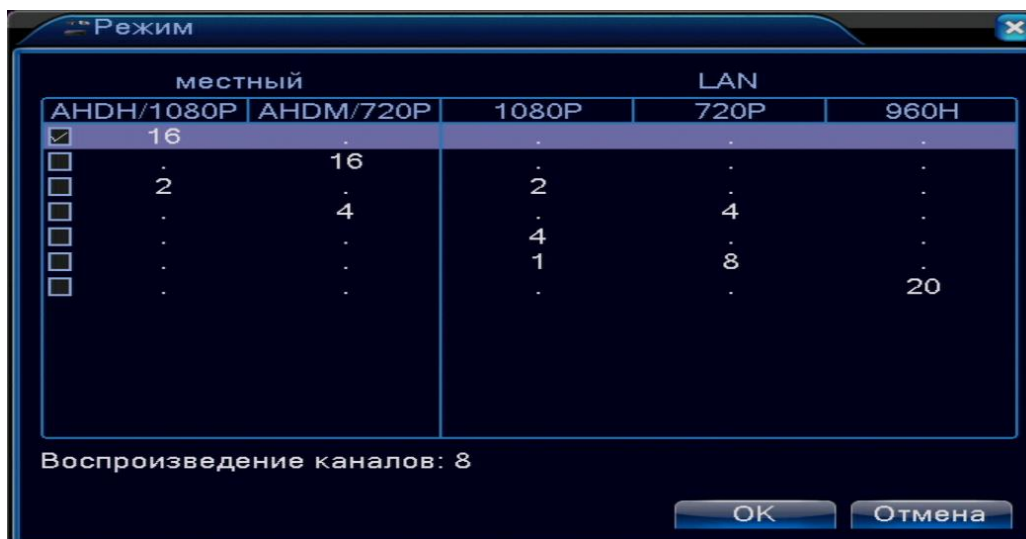 Режим
местный LAN
AHDH/1080P AHDM/720P 1080P 720P 960H
16 . . . .
. 16 . . .
2 . 2 . .
. 4 . 4 .
. . 4 . .
. . 1 8 .
. . . . 20
Воспроизведение каналов: 8
OK Отмена